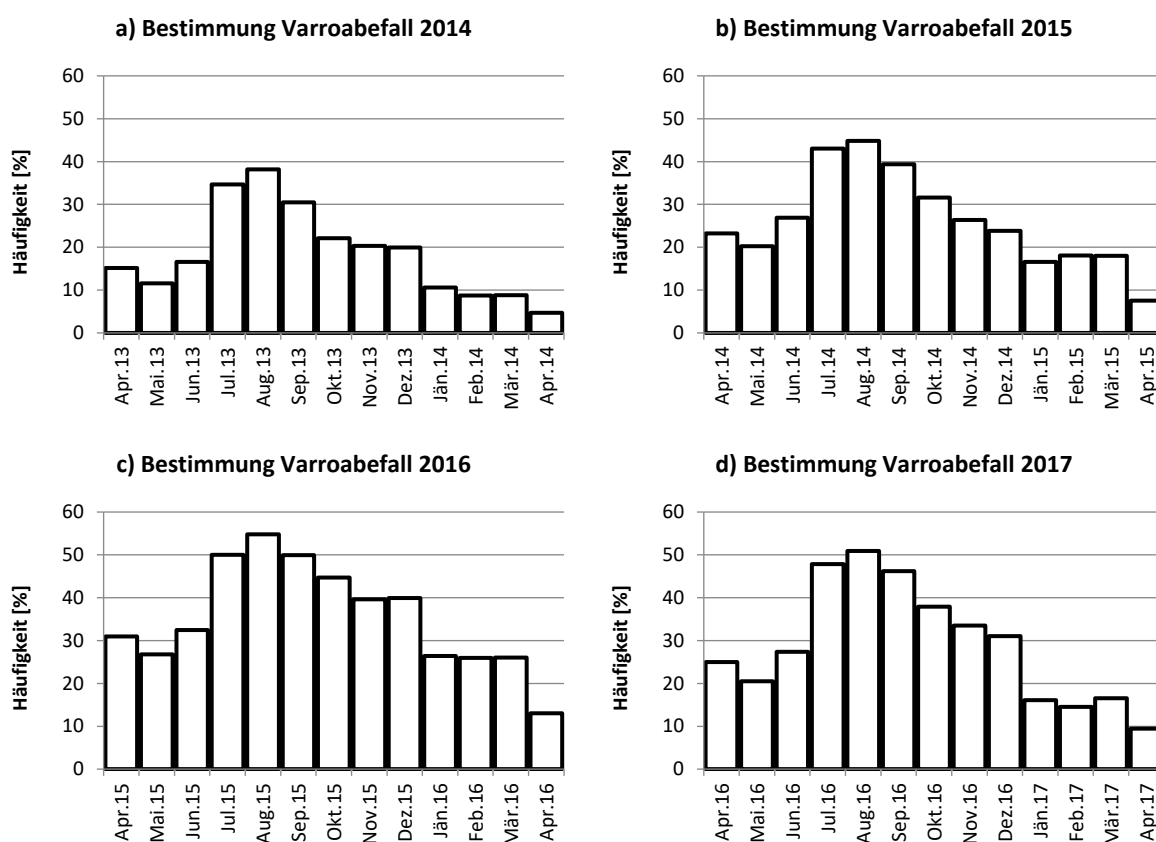 a) Bestimmung Varroabefall 2014
Häufigkeit [%]
60
50
40
30
20
10
0
Apr.13
Mai.13
Jun.13
Jul.13
Aug.13
Sep.13
Okt.13
Nov.13
Dez.13
Jän.14
Feb.14
Mär.14
Apr.14
b) Bestimmung Varroabefall 2015
Häufigkeit [%]
60
50
40
30
20
10
0
Apr.14
Mai.14
Jun.14
Jul.14
Aug.14
Sep.14
Okt.14
Nov.14
Dez.14
Jän.15
Feb.15
Mär.15
Apr.15
c) Bestimmung Varroabefall 2016
Häufigkeit [%]
60
50
40
30
20
10
0
Apr.15
Mai.15
Jun.15
Jul.15
Aug.15
Sep.15
Okt.15
Nov.15
Dez.15
Jän.16
Feb.16
Mär.16
Apr.16
d) Bestimmung Varroabefall 2017
Häufigkeit [%]
60
50
40
30
20
10
0
Apr.16
Mai.16
Jun.16
Jul.16
Aug.16
Sep.16
Okt.16
Nov.16
Dez.16
Jän.17
Feb.17
Mär.17
Apr.17